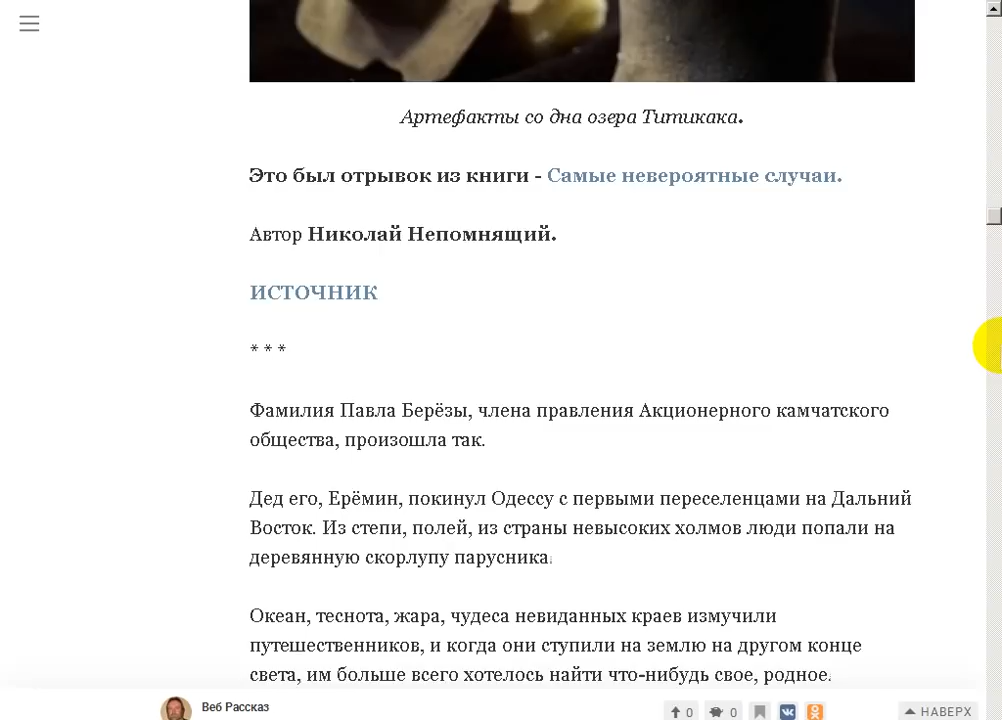 Артефакты со дна озера Титикака.
Это был отрывок из книги - Самые невероятные случаи.
Автор Николай Непомнящий.
ИСТОЧНИК
* * *
Фамилия Павла Берёзы, члена правления Акционерного камчатского
общества, произошла так.
Дед его, Ерёмин, покинул Одессу с первыми переселенцами на Дальний
Восток. Из степи, полей, из страны невысоких холмов люди попали на
деревянную скорлупу парусника.
Океан, теснота, жара, чудеса невиданных краев измучили
путешественников, и когда они ступили на землю на другом конце
света, им больше всего хотелось найти что-нибудь свое, родное.
Веб Рассказ
0
0
НАВЕРХ